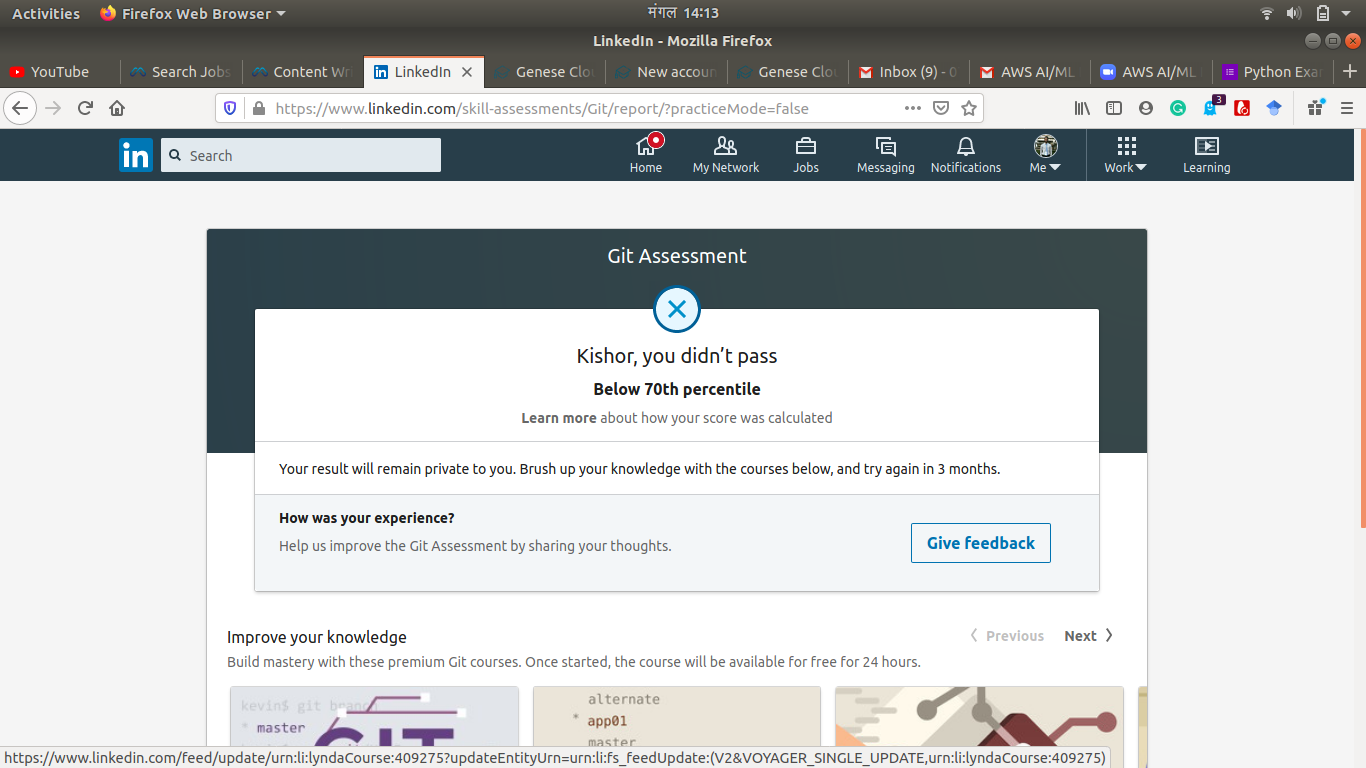 Activities
Firefox Web Browser
मंगल 14:13
LinkedIn - Mozilla Firefox
YouTube
Search Jobs
Content Wr
LinkedIn
Genese Clo
New accoun
Genese Clo
Inbox (9) - 0
AWS AI/ML
AWS AI/ML
Python Exa
https://www.linkedin.com/skill-assessments/Git/report/?practiceMode=false
3
in
Search
Home
My Network
Jobs
Messaging
Notifications
Me
Work
Learning
Git Assessment
Kishor, you didn’t pass
Below 70th percentile
Learn more about how your score was calculated
Your result will remain private to you. Brush up your knowledge with the courses below, and try again in 3 months.
How was your experience?
Help us improve the Git Assessment by sharing your thoughts.
Give feedback
Improve your knowledge
Previous
Next
Build mastery with these premium Git courses. Once started, the course will be available for free for 24 hours.
kevin$ git branch
* master
GIT
alternate
* app01
master
https://www.linkedin.com/feed/update/urn:li:lyndaCourse:409275?updateEntityUrn=urn:li:fs_feedUpdate:(V2&VOYAGER_SINGLE_UPDATE,urn:li:lyndaCourse:409275)